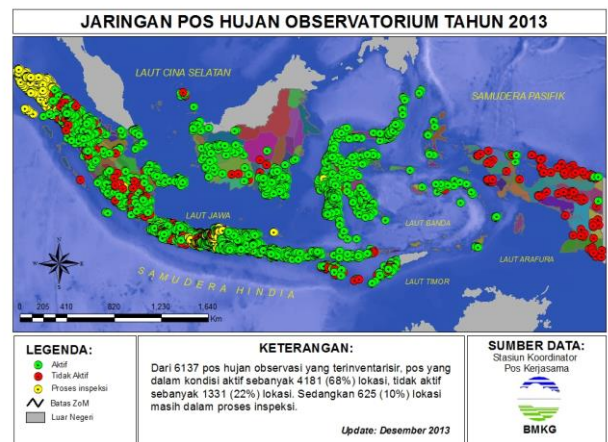 JARINGAN POS HUJAN OBSERVATORIUM TAHUN 2013
LAUT CINA SELATAN
SAMUDERA PASIFIK
LAUT JAWA
LAUT BANDA
LAUT ARAFURA
LAUT TIMOR
SAMUDERA HINDIA
0 205 410 820 1,230 1,640
Km
LEGENDA:
Aktif
Tidak Aktif
Proses inspeksi
Batas ZoM
Luar Negeri
KETERANGAN:
Dari 6137 pos hujan observasi yang terinventarisir, pos yang
dalam kondisi aktif sebanyak 4181 (68%) lokasi, tidak aktif
sebanyak 1331 (22%) lokasi. Sedangkan 625 (10%) lokasi
masih dalam proses inspeksi.
Update: Desember 2013
SUMBER DATA:
Stasiun Koordinator
Pos Kerjasama
BMKG